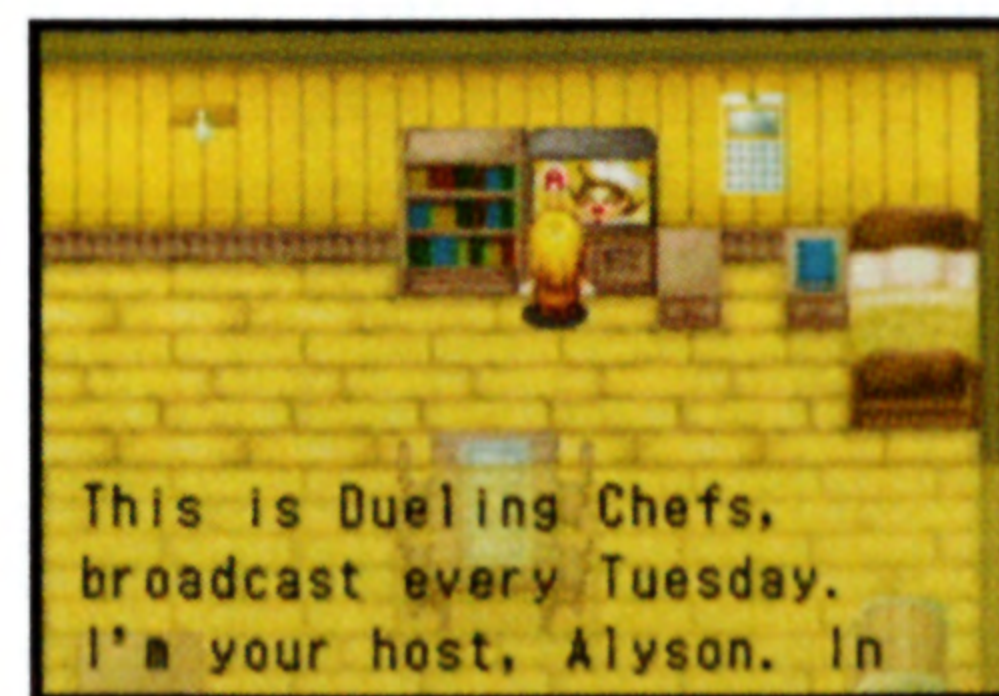 This is Dueling Chefs,
broadcast every Tuesday.
I'm your host, Alyson. In